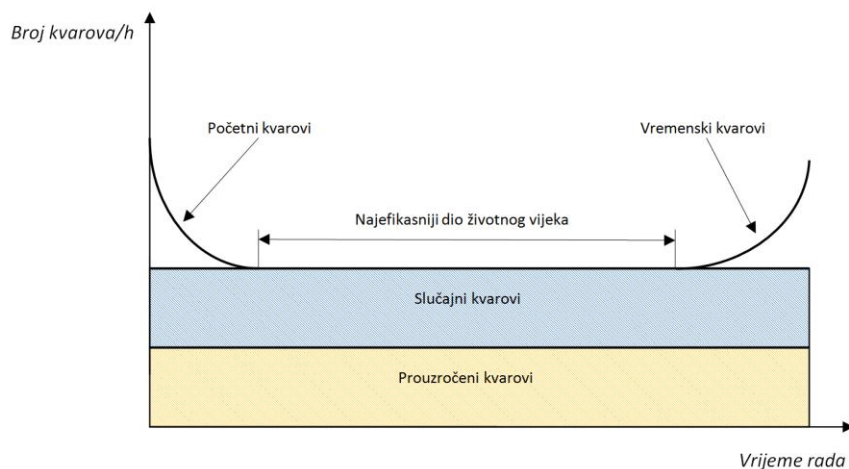 Broj kvarova/h
Početni kvarovi
Vremenski kvarovi
Najefikasniji dio životnog vijeka
Slučajni kvarovi
Prouzročeni kvarovi
Vrijeme rada